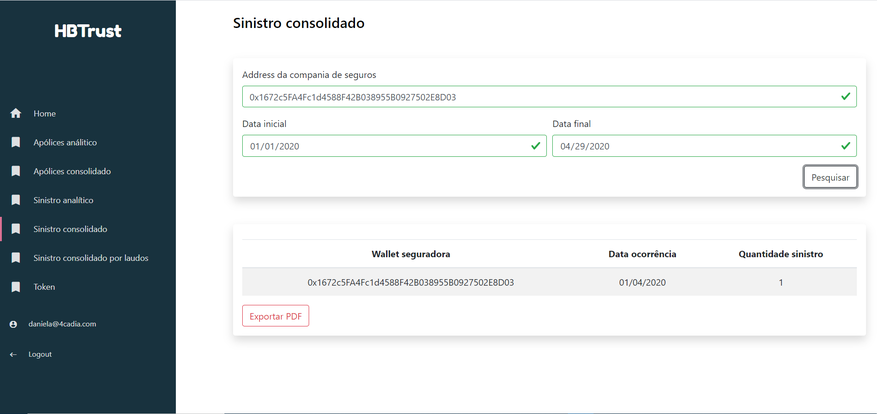 HBTrust
Home
Apólices análitico
Apólices consolidado
Sinistro analítico
Sinistro consolidado
Sinistro consolidado por laudos
Token
daniela@4cadia.com
Logout
Sinistro consolidado
Address da compania de seguros
0x1672c5FA4Fc1d4588F42B038955B0927502E8D03
Data inicial Data final
01/01/2020 04/29/2020
Pesquisar
Wallet seguradora Data ocorrência Quantidade sinistro
0x1672c5FA4Fc1d4588F42B038955B0927502E8D03 01/04/2020 1
Exportar PDF